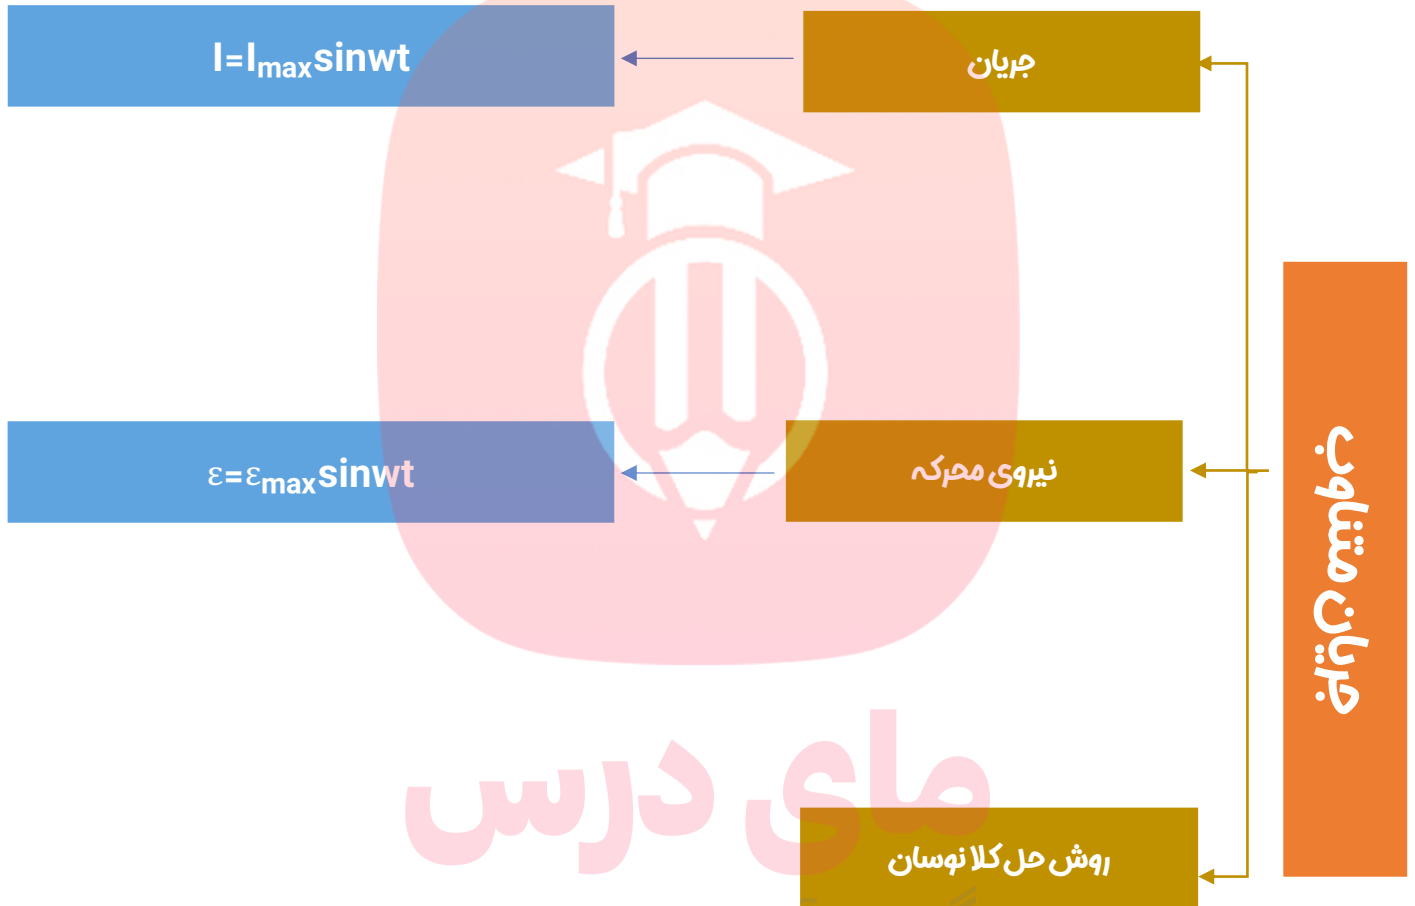 جریان متناوب
جریان
I=Imaxsinwt
نیروی محرکه
ε=εmaxsinwt
روش حل کلا نوسان
مای درس